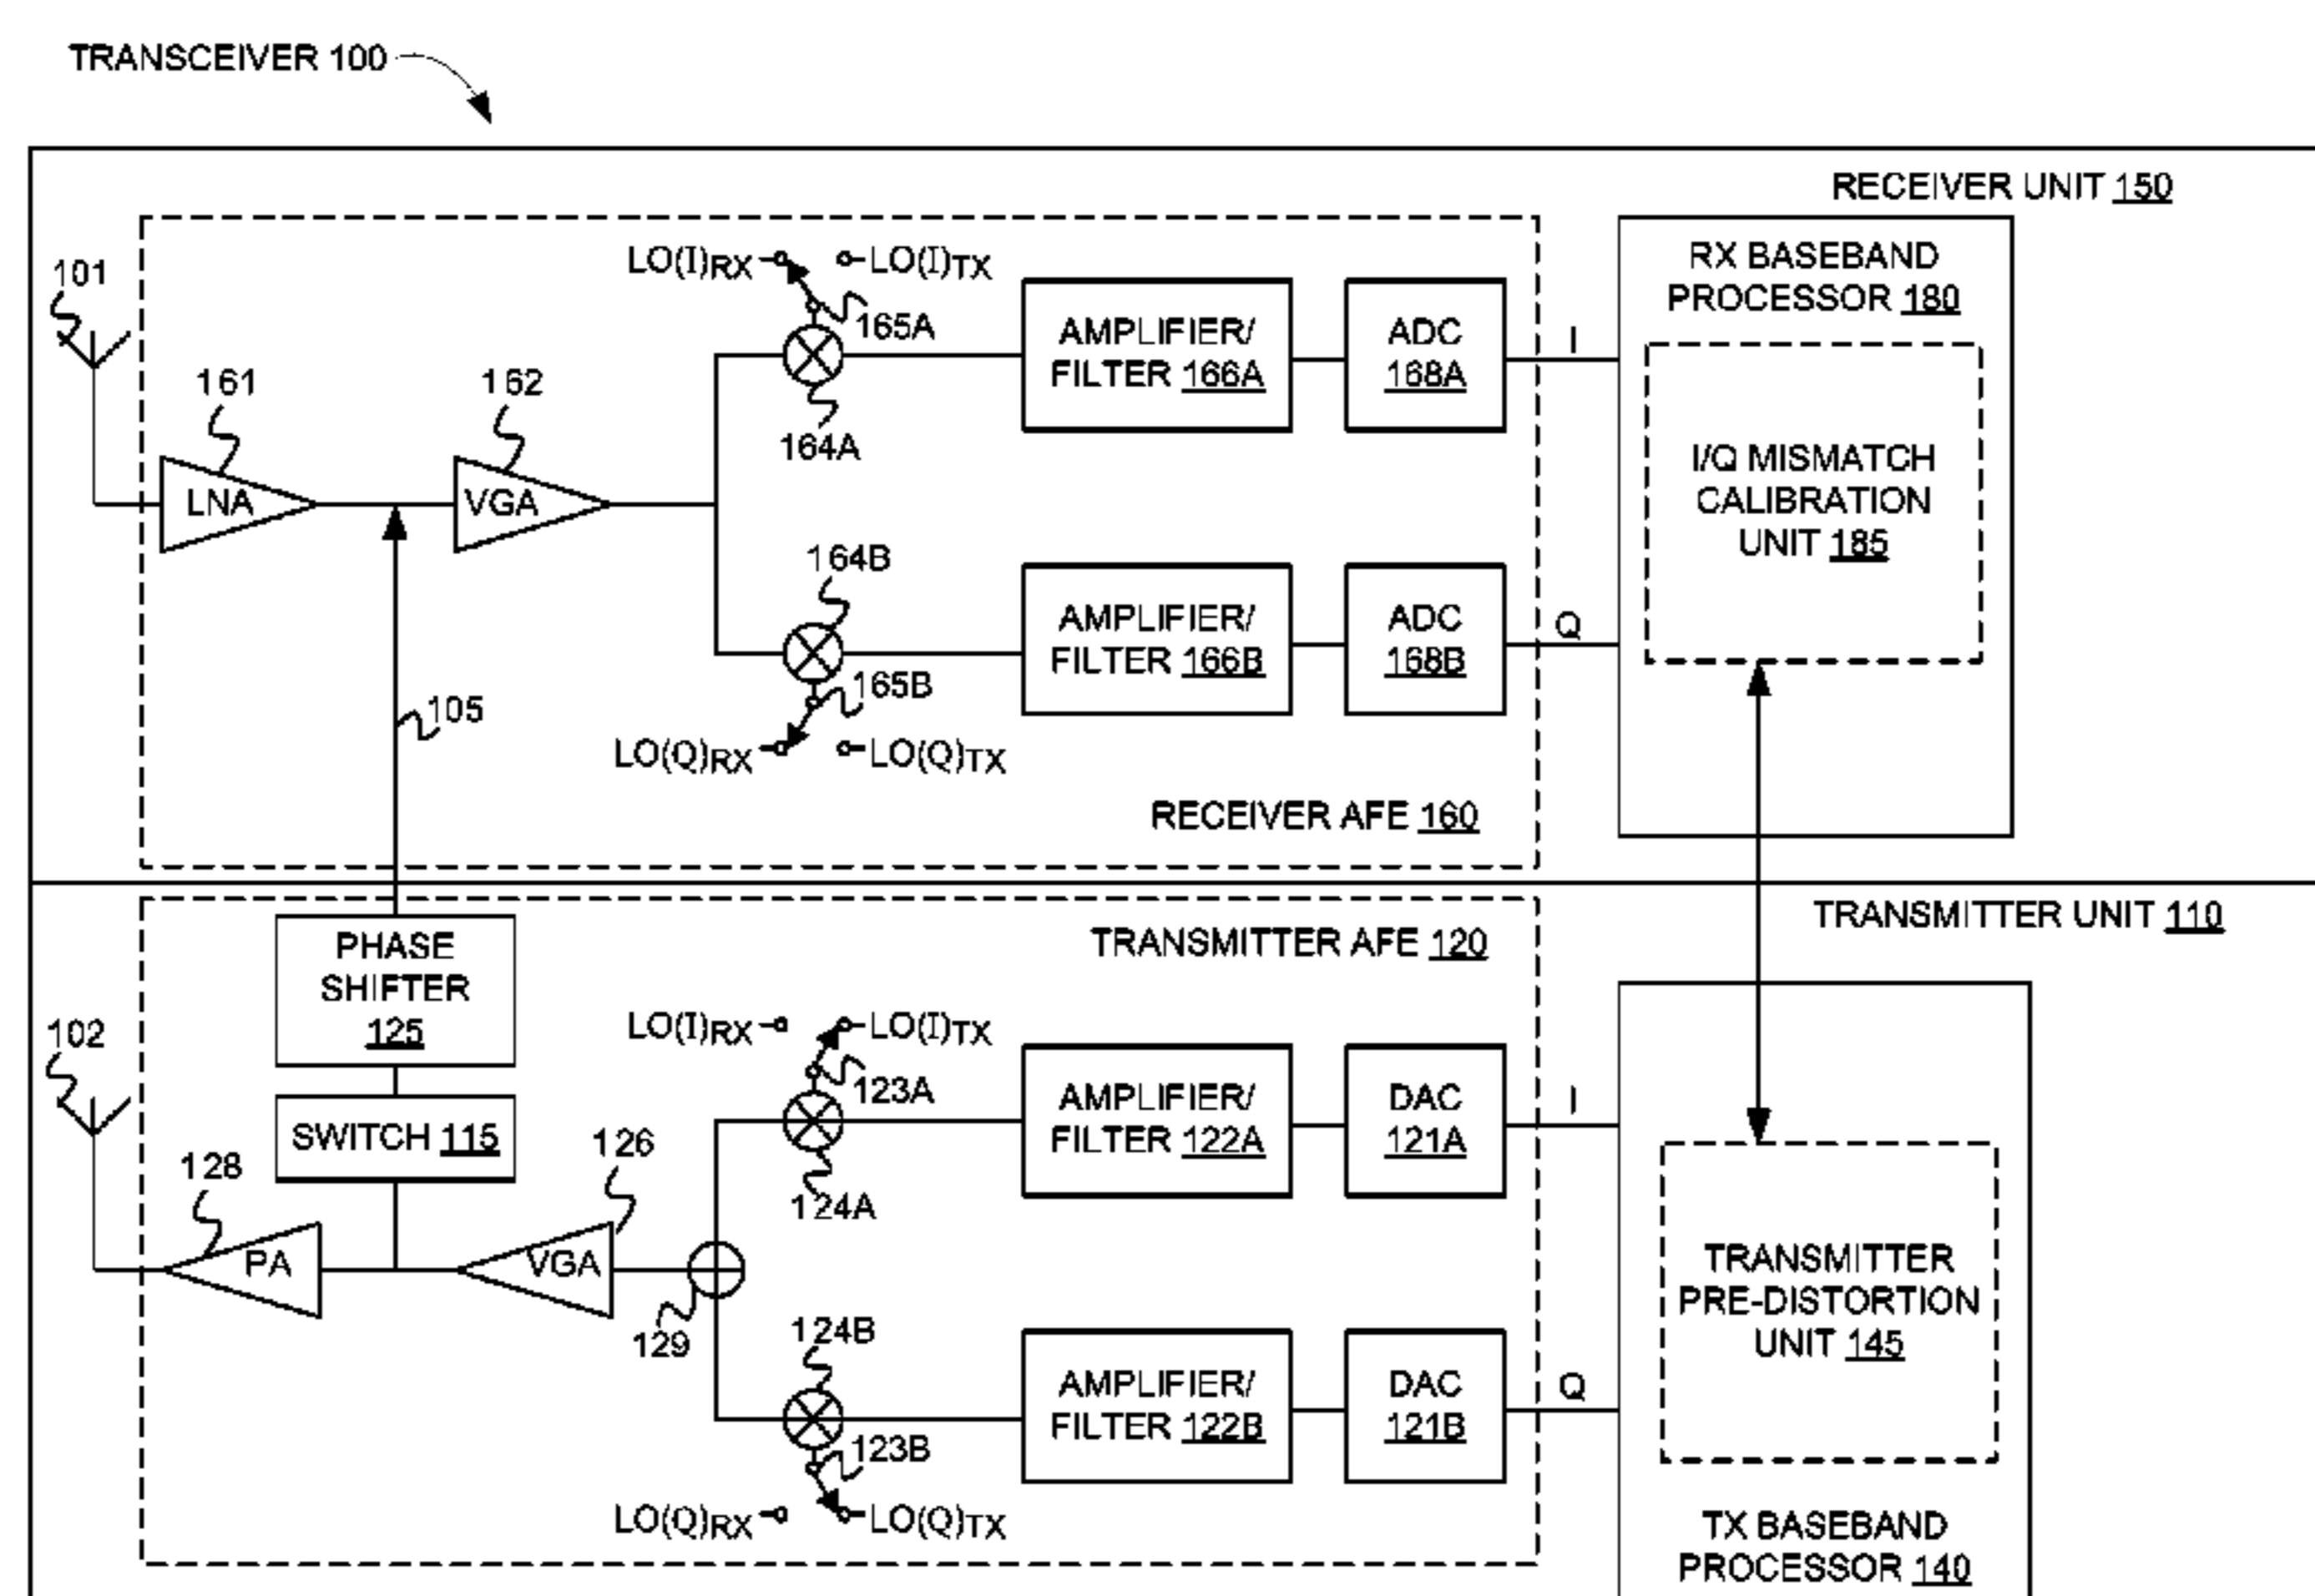 TRANSCEIVER 100
RECEIVER UNIT 150
101
161
LNA
162
VGA
LO(I)RX
LO(I)TX
165A
164A
AMPLIFIER/
FILTER 166A
ADC
168A
I
RX BASEBAND
PROCESSOR 180
I/Q MISMATCH
CALIBRATION
UNIT 185
164B
165B
LO(Q)RX
LO(Q)TX
AMPLIFIER/
FILTER 166B
ADC
168B
Q
105
RECEIVER AFE 160
TRANSMITTER UNIT 110
TRANSMITTER AFE 120
PHASE
SHIFTER
125
SWITCH 115
102
128
PA
126
VGA
129
LO(I)RX
LO(I)TX
123A
124A
AMPLIFIER/
FILTER 122A
DAC
121A
I
124B
123B
LO(Q)RX
LO(Q)TX
AMPLIFIER/
FILTER 122B
DAC
121B
Q
TRANSMITTER
PRE-DISTORTION
UNIT 145
TX BASEBAND
PROCESSOR 140